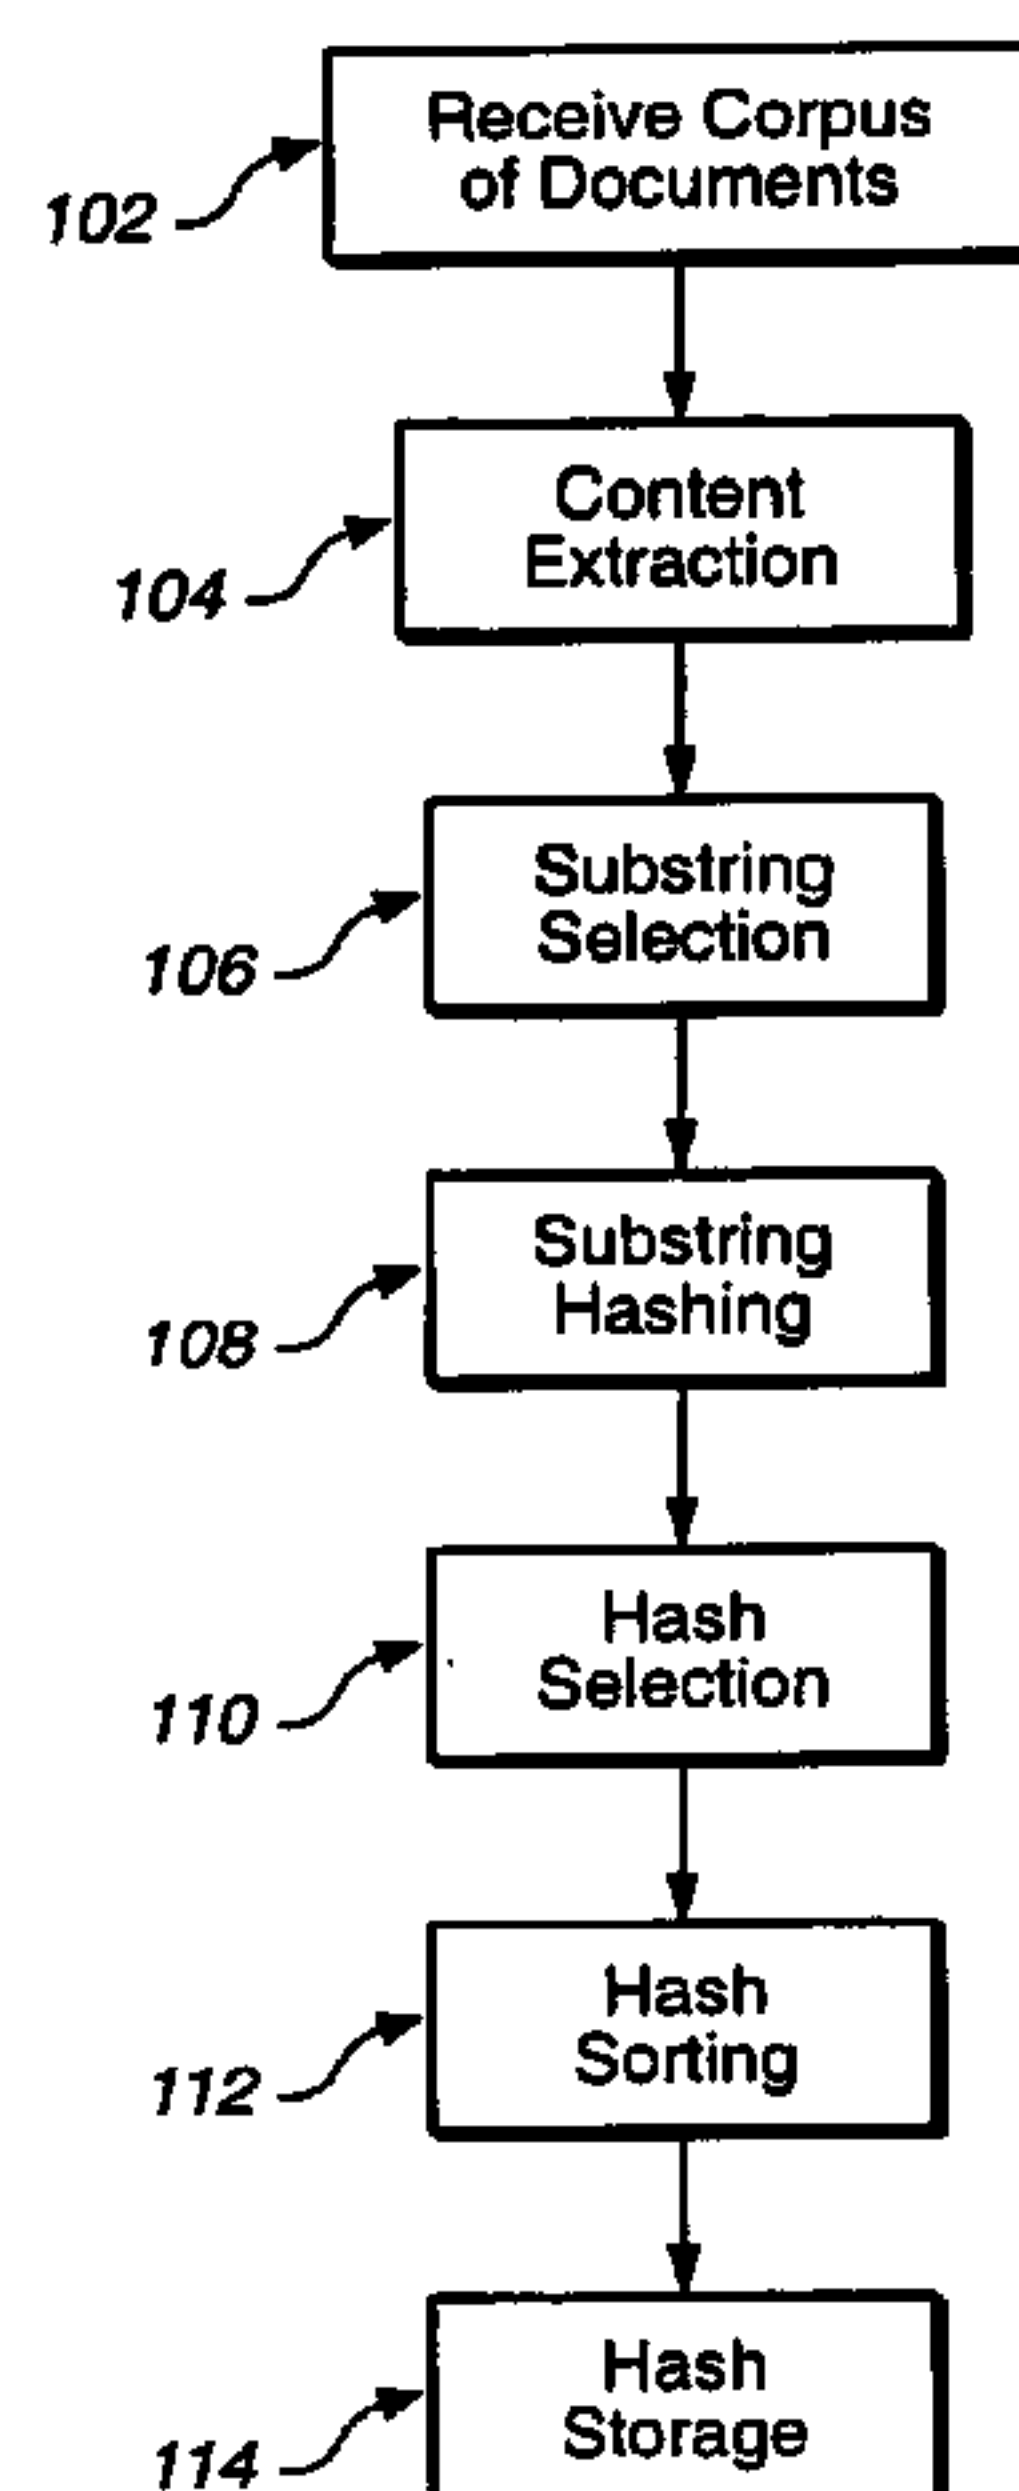 Receive Corpus
of Documents
102
Content
Extraction
104
Substring
Selection
106
Substring
Hashing
108
Hash
Selection
110
Hash
Sorting
112
Hash
Storage
114